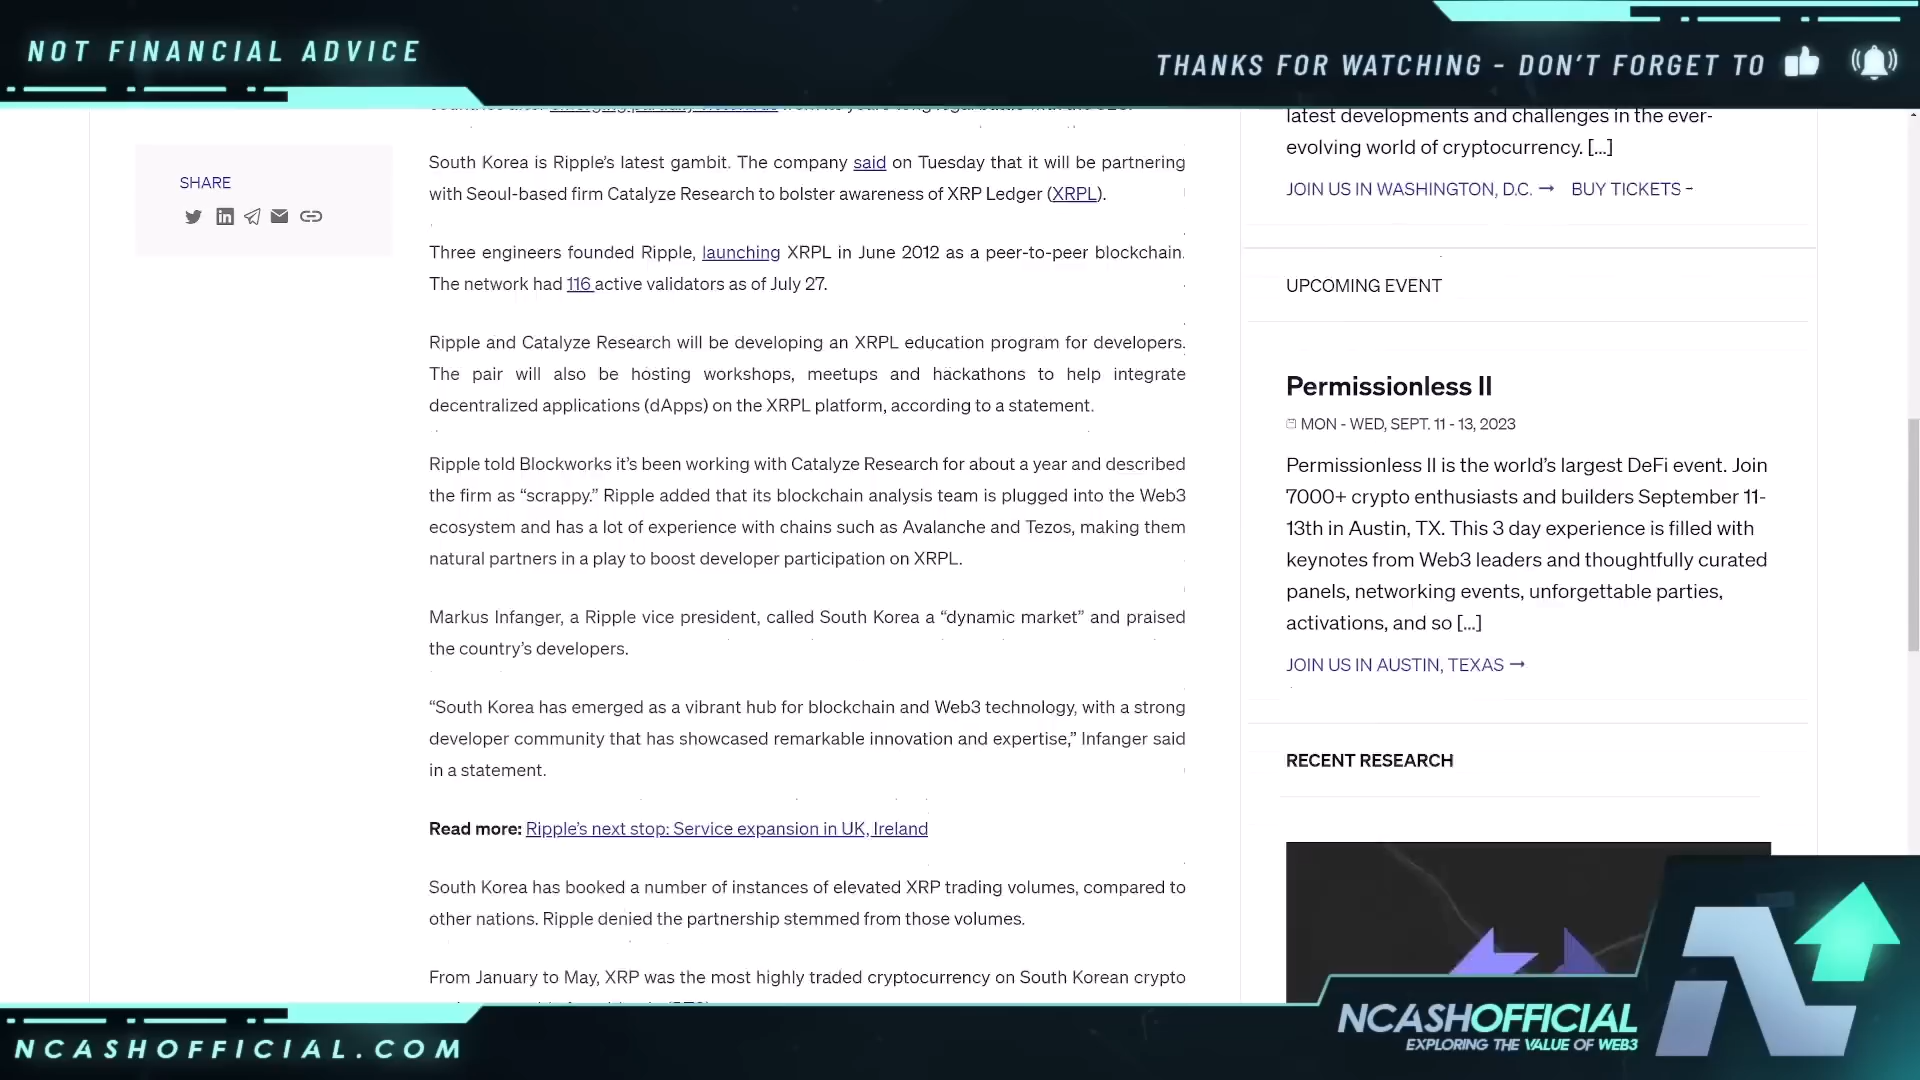 NOT FINANCIAL ADVICE
THANKS FOR WATCHING - DON'T FORGET TO
SHARE
South Korea is Ripple’s latest gambit. The company said on Tuesday that it will be partnering
with Seoul-based firm Catalyze Research to bolster awareness of XRP Ledger (XRPL).
Three engineers founded Ripple, launching XRPL in June 2012 as a peer-to-peer blockchain.
The network had 116 active validators as of July 27.
Ripple and Catalyze Research will be developing an XRPL education program for developers.
The pair will also be hosting workshops, meetups and hackathons to help integrate
decentralized applications (dApps) on the XRPL platform, according to a statement.
Ripple told Blockworks it’s been working with Catalyze Research for about a year and described
the firm as “scrappy.” Ripple added that its blockchain analysis team is plugged into the Web3
ecosystem and has a lot of experience with chains such as Avalanche and Tezos, making them
natural partners in a play to boost developer participation on XRPL.
Markus Infanger, a Ripple vice president, called South Korea a “dynamic market” and praised
the country’s developers.
“South Korea has emerged as a vibrant hub for blockchain and Web3 technology, with a strong
developer community that has showcased remarkable innovation and expertise,” Infanger said
in a statement.
Read more: Ripple’s next stop: Service expansion in UK, Ireland
South Korea has booked a number of instances of elevated XRP trading volumes, compared to
other nations. Ripple denied the partnership stemmed from those volumes.
From January to May, XRP was the most highly traded cryptocurrency on South Korean crypto
latest developments and challenges in the ever-
evolving world of cryptocurrency. [...]
JOIN US IN WASHINGTON, D.C. → BUY TICKETS -
UPCOMING EVENT
Permissionless II
MON - WED, SEPT. 11 - 13, 2023
Permissionless II is the world’s largest DeFi event. Join
7000+ crypto enthusiasts and builders September 11-
13th in Austin, TX. This 3 day experience is filled with
keynotes from Web3 leaders and thoughtfully curated
panels, networking events, unforgettable parties,
activations, and so [...]
JOIN US IN AUSTIN, TEXAS →
RECENT RESEARCH
NCASHOFFICIAL.COM
NCASHOFFICIAL
EXPLORING THE VALUE OF WEB3